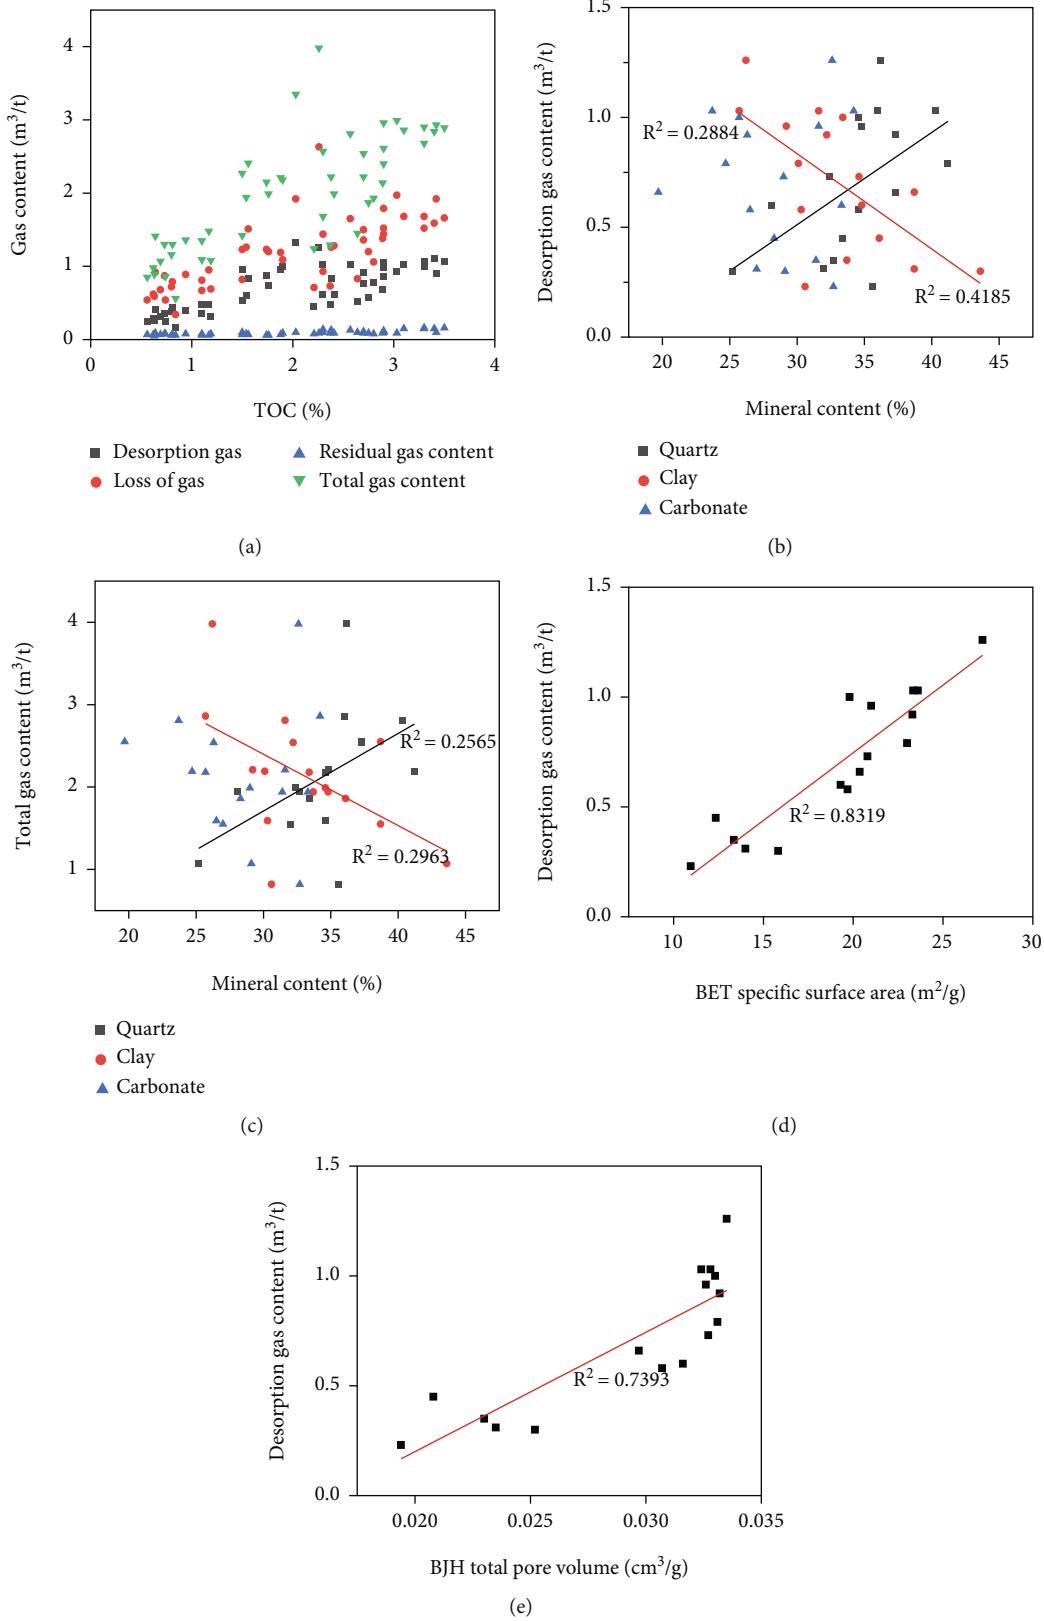 4
3
2
1
0
Gas content (m³/t)
0
1
2
3
4
TOC (%)
Desorption gas
Residual gas content
Loss of gas
Total gas content
(a)
1.5
1.0
0.5
0.0
Desorption gas content (m³/t)
R² = 0.2884
R² = 0.4185
20
25
30
35
40
45
Mineral content (%)
Quartz
Clay
Carbonate
(b)
4
3
2
1
Total gas content (m³/t)
R² = 0.2565
R² = 0.2963
20
25
30
35
40
45
Mineral content (%)
Quartz
Clay
Carbonate
(c)
1.5
1.0
0.5
0.0
Desorption gas content (m³/t)
R² = 0.8319
10
15
20
25
30
BET specific surface area (m²/g)
(d)
1.5
1.0
0.5
0.0
Desorption gas content (m³/t)
R² = 0.7393
0.020
0.025
0.030
0.035
BJH total pore volume (cm³/g)
(e)